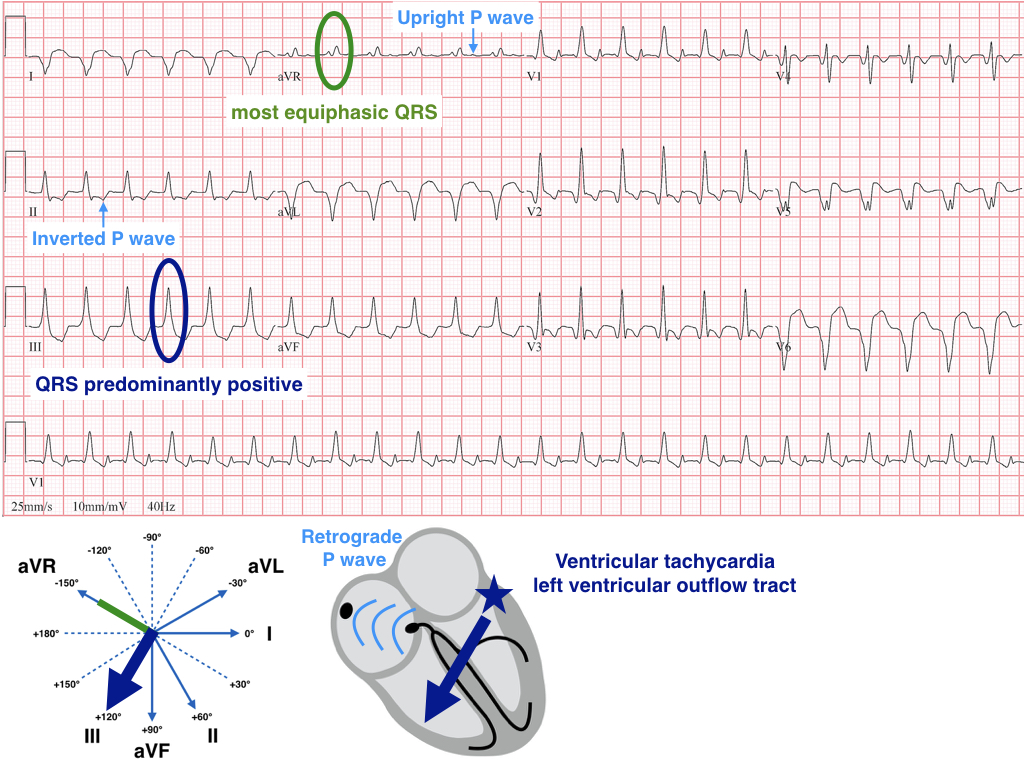 Upright P wave
I
aVR
V1
V4
most equiphasic QRS
II
aVL
V2
V5
Inverted P wave
III
aVF
V3
V6
QRS predominantly positive
V1
25mm/s 10mm/mV 40Hz
-90°
-120°
-60°
aVR
aVL
-150°
-30°
+180°
0°
I
+150°
+30°
+120°
+60°
+90°
III
II
aVF
Retrograde
P wave
Ventricular tachycardia
left ventricular outflow tract